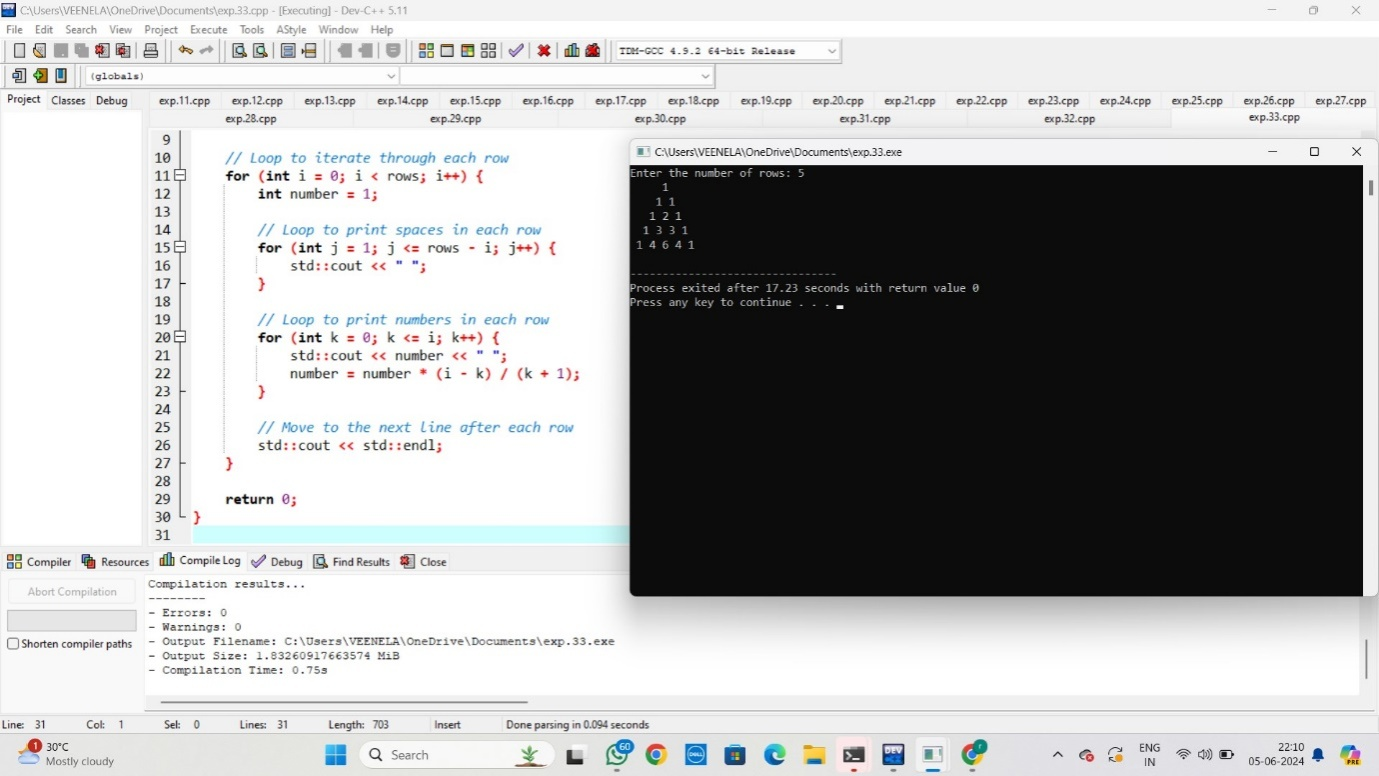 C:\Users\VEENELA\OneDrive\Documents\exp.33.cpp - [Executing] - Dev-C++ 5.11
File Edit Search View Project Execute Tools AStyle Window Help
TDM-GCC 4.9.2 64-bit Release
(globals)
Project Classes Debug
exp.11.cpp exp.12.cpp exp.13.cpp exp.14.cpp exp.15.cpp exp.16.cpp exp.17.cpp exp.18.cpp exp.19.cpp exp.20.cpp exp.21.cpp exp.22.cpp exp.23.cpp exp.24.cpp exp.25.cpp exp.26.cpp exp.27.cpp
exp.28.cpp exp.29.cpp exp.30.cpp exp.31.cpp exp.32.cpp exp.33.cpp
9
10 // Loop to iterate through each row
11 for (int i = 0; i < rows; i++) {
12 int number = 1;
13
14 // Loop to print spaces in each row
15 for (int j = 1; j <= rows - i; j++) {
16 std::cout << " ";
17 }
18
19 // Loop to print numbers in each row
20 for (int k = 0; k <= i; k++) {
21 std::cout << number << " ";
22 number = number * (i - k) / (k + 1);
23 }
24
25 // Move to the next line after each row
26 std::cout << std::endl;
27 }
28
29 return 0;
30 }
31
C:\Users\VEENELA\OneDrive\Documents\exp.33.exe
Enter the number of rows: 5
1
1 1
1 2 1
1 3 3 1
1 4 6 4 1
--------------------------------
Process exited after 17.23 seconds with return value 0
Press any key to continue . . .
Compiler Resources Compile Log Debug Find Results Close
Abort Compilation
Shorten compiler paths
Compilation results...
--------
- Errors: 0
- Warnings: 0
- Output Filename: C:\Users\VEENELA\OneDrive\Documents\exp.33.exe
- Output Size: 1.83260917663574 MiB
- Compilation Time: 0.75s
Line: 31 Col: 1 Sel: 0 Lines: 31 Length: 703 Insert Done parsing in 0.094 seconds
1
30°C
Mostly cloudy
Search
60
DELL
DEV
PRE
ENG
IN
22:10
05-06-2024